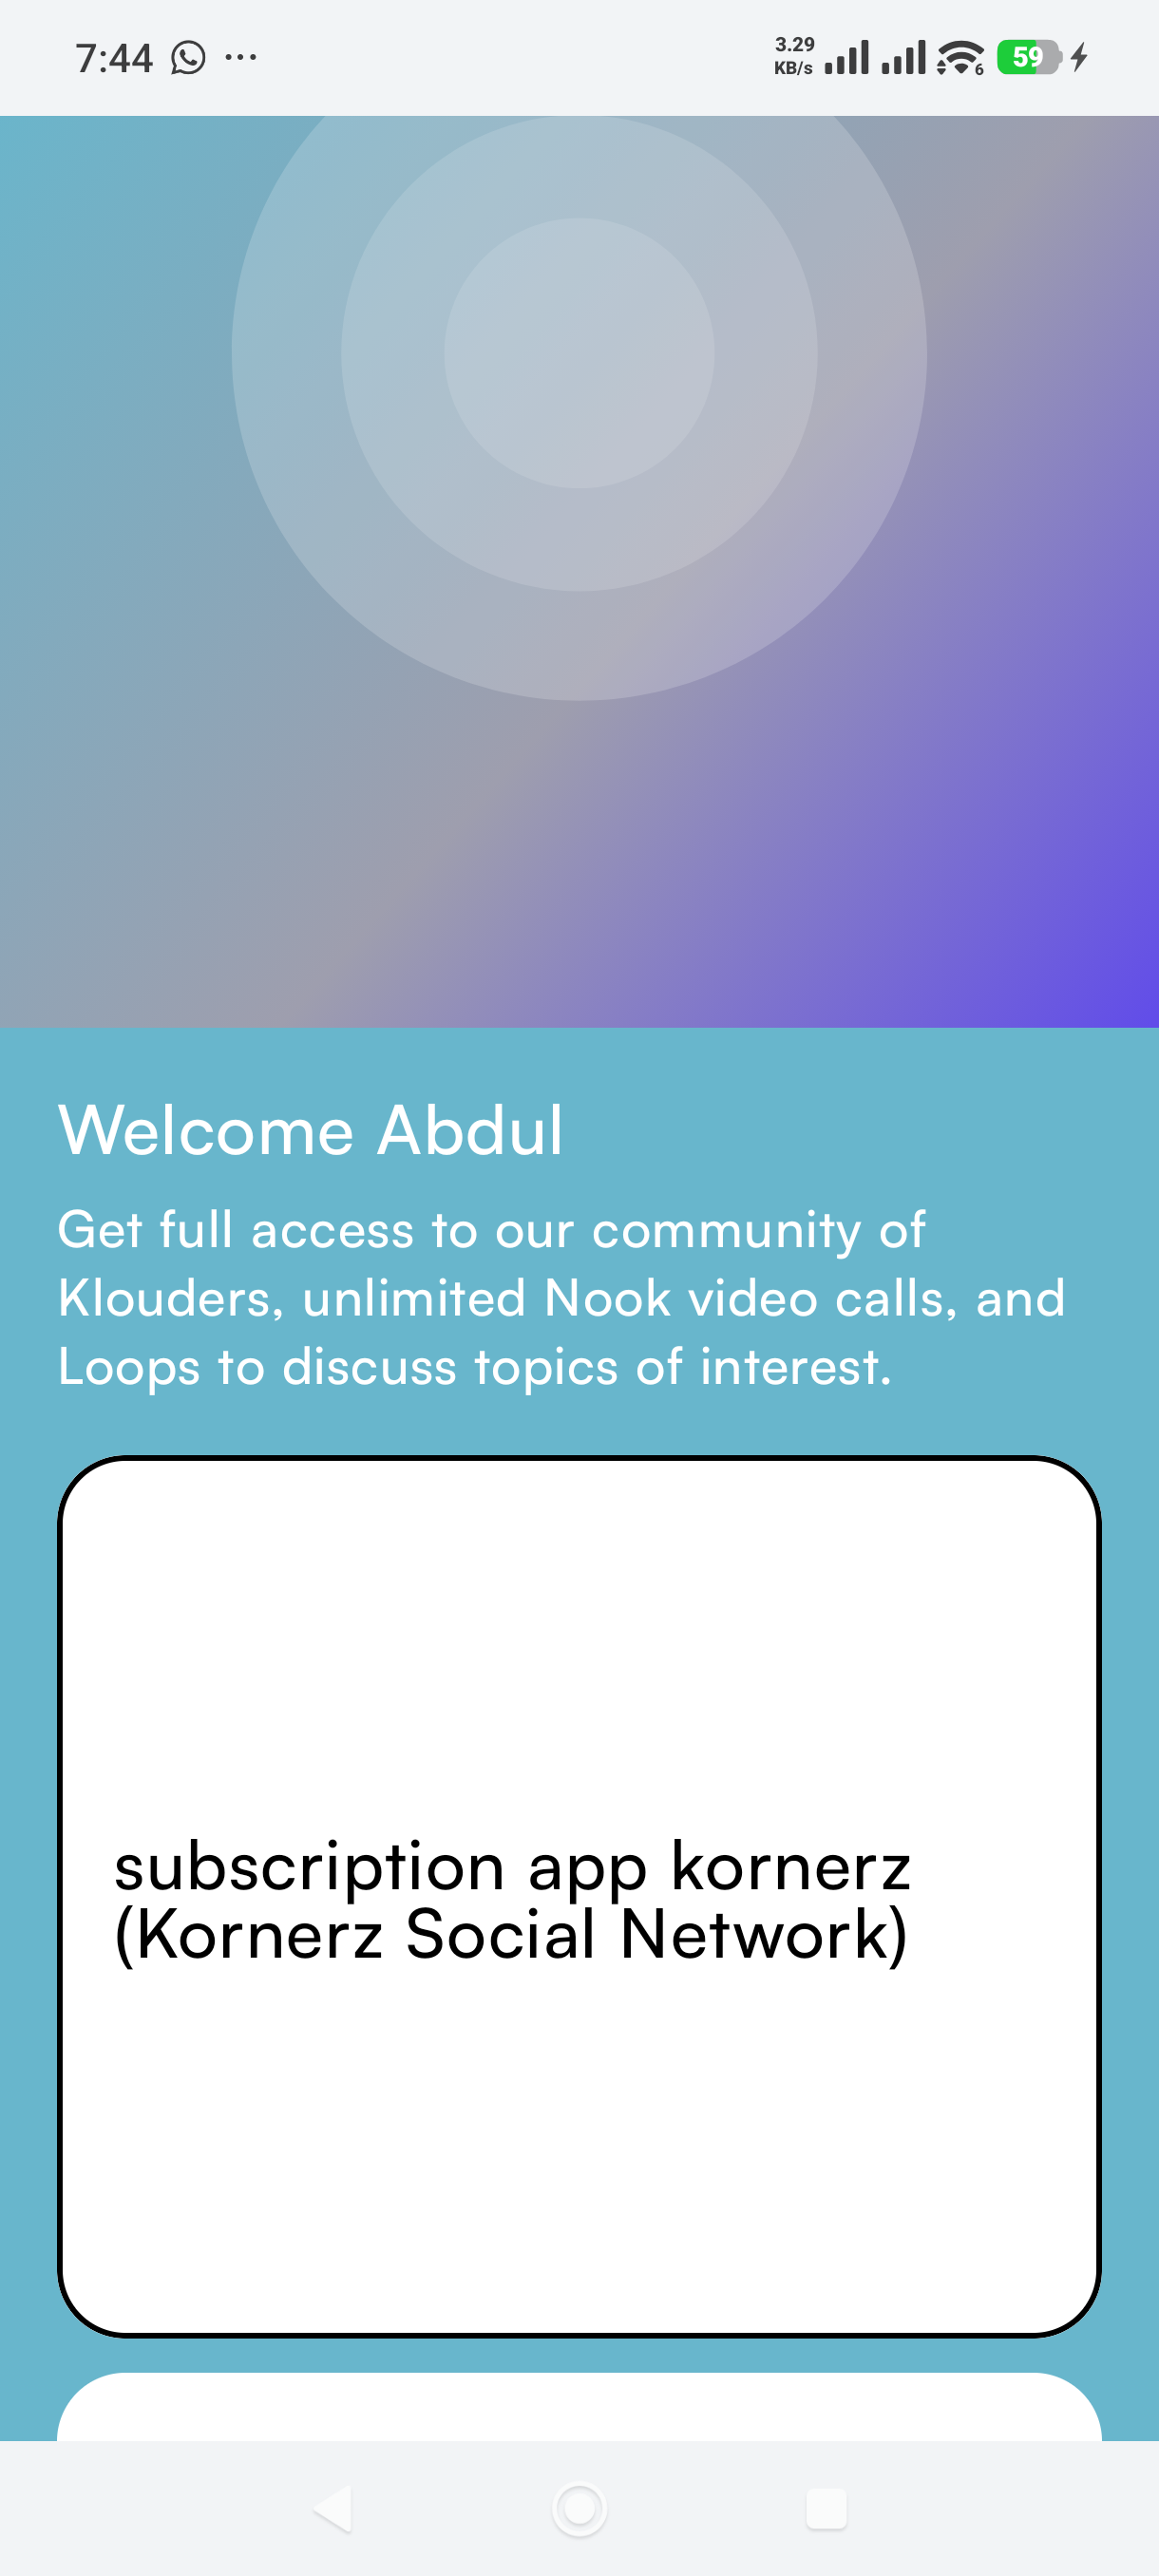 7:44
3.29
KB/s
6
59
Welcome Abdul
Get full access to our community of
Klouders, unlimited Nook video calls, and
Loops to discuss topics of interest.
subscription app kornerz
(Kornerz Social Network)